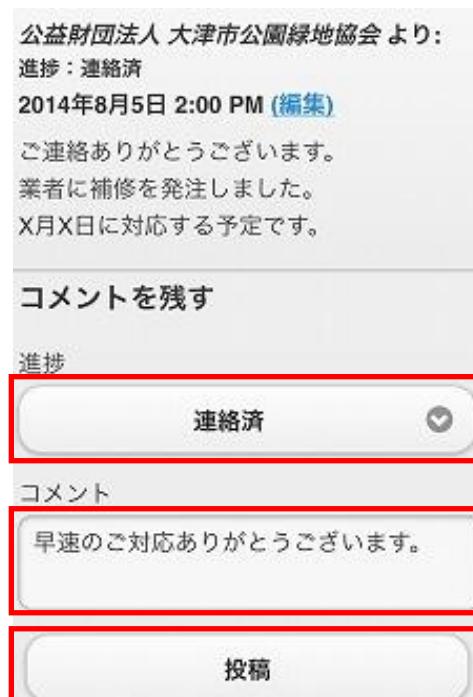 公益財団法人 大津市公園緑地協会 より:
進捗：連絡済
2014年8月5日 2:00 PM (編集)
ご連絡ありがとうございます。
業者に補修を発注しました。
X月X日に対応する予定です。
コメントを残す
進捗
連絡済
コメント
早速のご対応ありがとうございます。
投稿